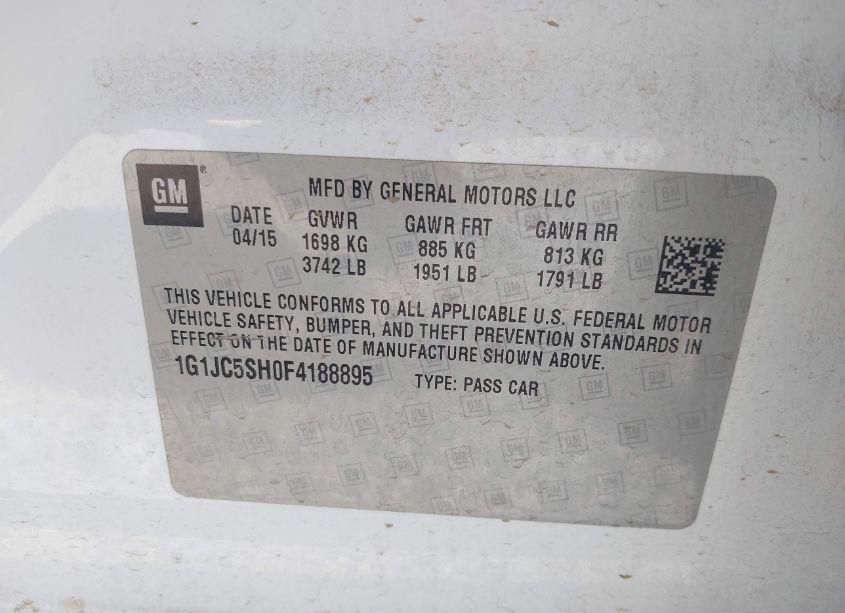 GM®
MFD BY GENERAL MOTORS LLC
DATE GVWR GAWR FRT GAWR RR
04/15 1698 KG 885 KG 813 KG
3742 LB 1951 LB 1791 LB
THIS VEHICLE CONFORMS TO ALL APPLICABLE U.S. FEDERAL MOTOR
VEHICLE SAFETY, BUMPER, AND THEFT PREVENTION STANDARDS IN
EFFECT ON THE DATE OF MANUFACTURE SHOWN ABOVE.
1G1JC5SH0F4188895 TYPE: PASS CAR